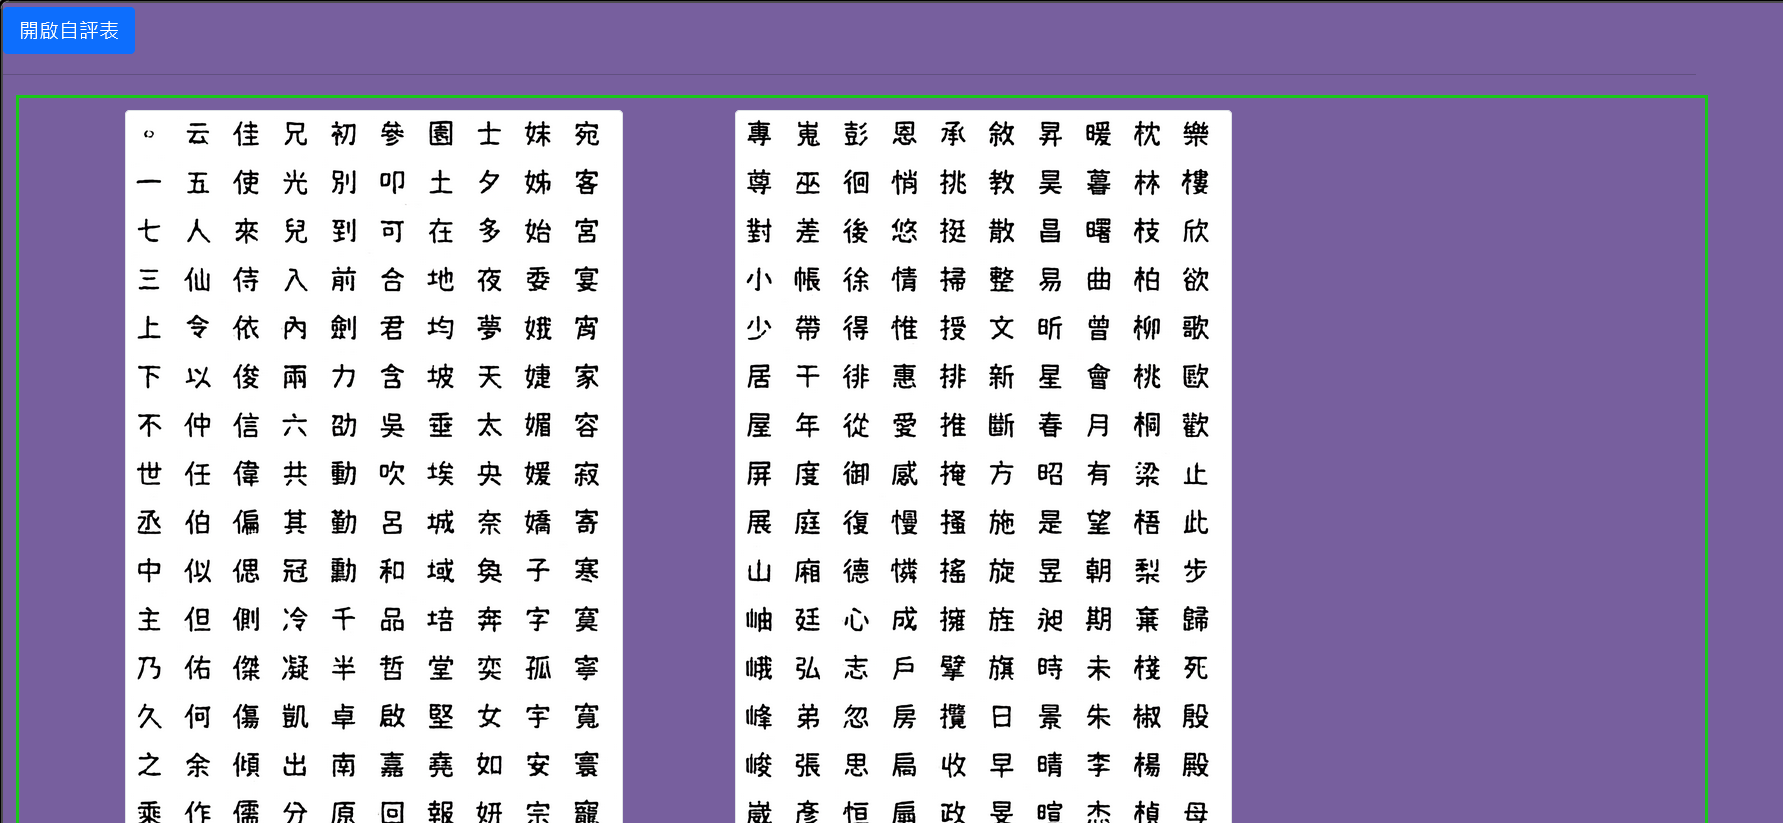 開啟自評表
一七三上下不世丞中主乃久之乘
云五人仙令以仲任伯似但佑何余作
佳使來侍依俊信偉偏偲側傑傷傾儒
兄光兒入內兩六共其冠冷凝凱出分
初別到前劍力劭動勤勳千半卓南原
參叩可合君含吳吹呂和品哲啟嘉回
園土在地均坡垂埃城域培堂堅堯報
士夕多夜夢天太央奈奐奔奕女如妍
妹姊始委娥婕媚媛嬌子字孤宇安宗
宛客宮宴宵家容寂寄寒寞寧寬寰寵
專尊對小少居屋屏展山岫峨峰峻崴
嵬巫差帳帶干年度庭廂廷弘弟張彥
彭徊後徐得徘從御復德心志忽思恒
恩悄悠情惟惠愛感慢憐成戶房扁扇
承挑挺掃授排推掩搔搖擁擘攬收政
敘教散整文新斷方施旋旌旗日早旻
昇昊昌易昕星春昭是昱昶時景晴暄
暖暮曙曲曾會月有望朝期未朱李杰
枕林枝柏柳桃桐梁梧梨棄棧椒楊楨
樂樓欣欲歌歐歡止此步歸死殷殿母